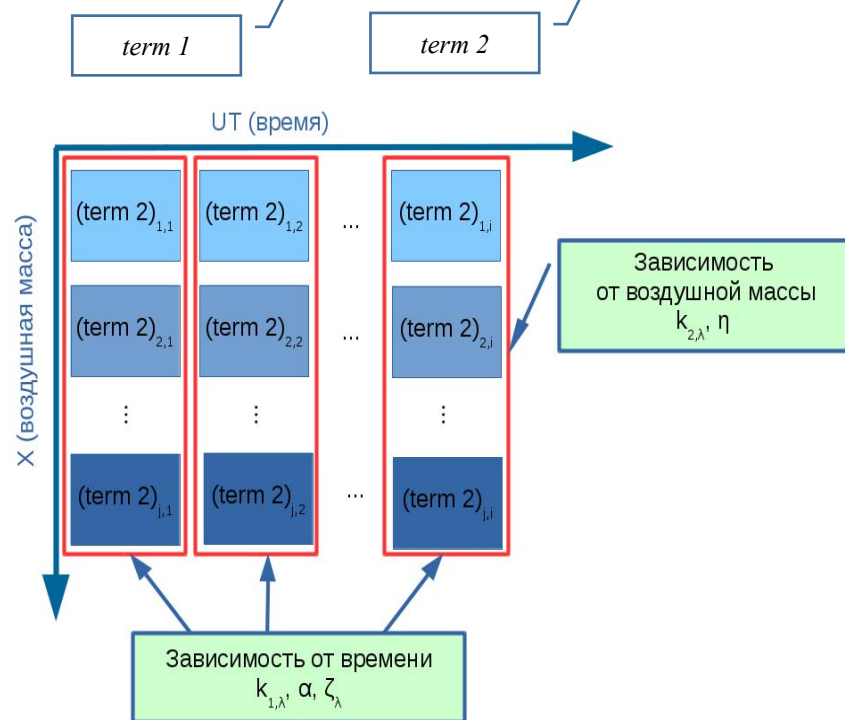 term 1
term 2
UT (время)
X (воздушная масса)
(term 2)₁,₁ (term 2)₁,₂ ... (term 2)₁,ᵢ
(term 2)₂,₁ (term 2)₂,₂ ... (term 2)₂,ᵢ
⋮ ⋮ ⋮
(term 2)ⱼ,₁ (term 2)ⱼ,₂ ... (term 2)ⱼ,ᵢ
Зависимость
от воздушной массы
k₂,λ, η
Зависимость от времени
k₁,λ, α, ζλ